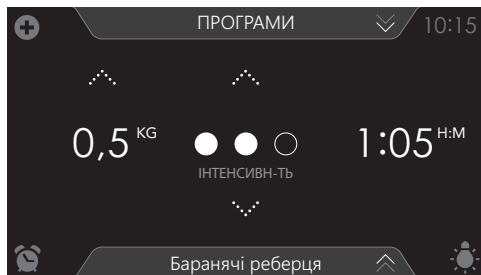 ПРОГРАМИ
10:15
0,5 KG
1:05 H:M
ІНТЕНСИВН-ТЬ
Баранячі реберця